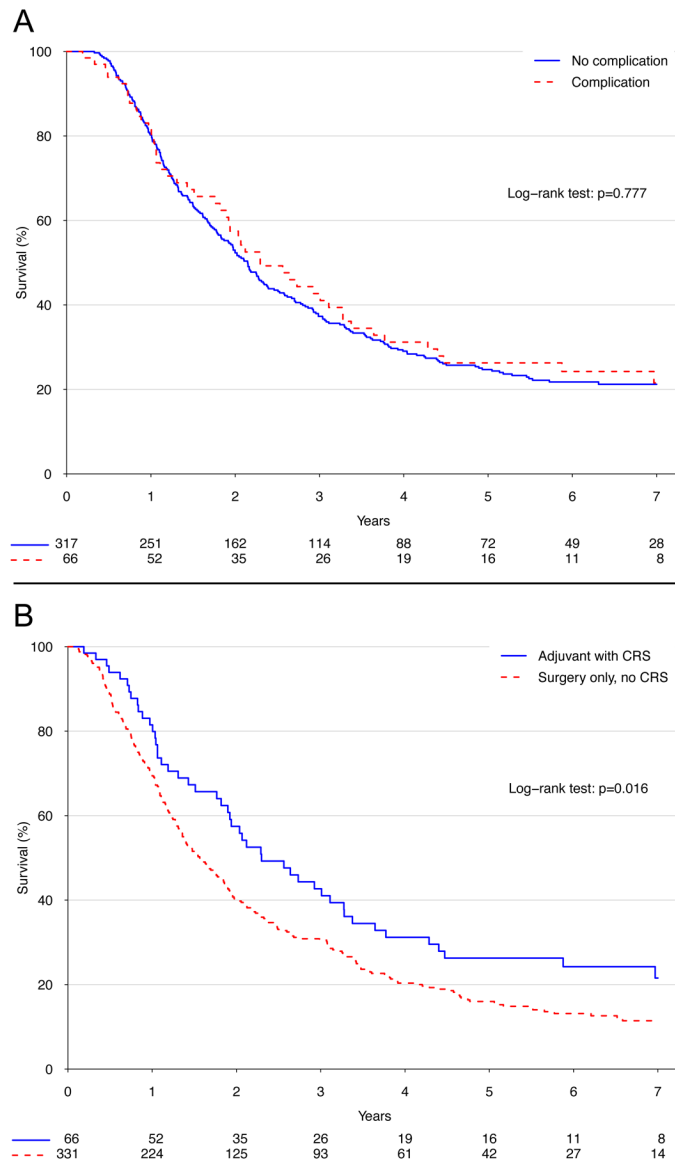 A
100
80
60
40
20
0
Survival (%)
No complication
Complication
Log-rank test: p=0.777
0 1 2 3 4 5 6 7
Years
317 251 162 114 88 72 49 28
66 52 35 26 19 16 11 8
B
100
80
60
40
20
0
Survival (%)
Adjuvant with CRS
Surgery only, no CRS
Log-rank test: p=0.016
0 1 2 3 4 5 6 7
Years
66 52 35 26 19 16 11 8
331 224 125 93 61 42 27 14